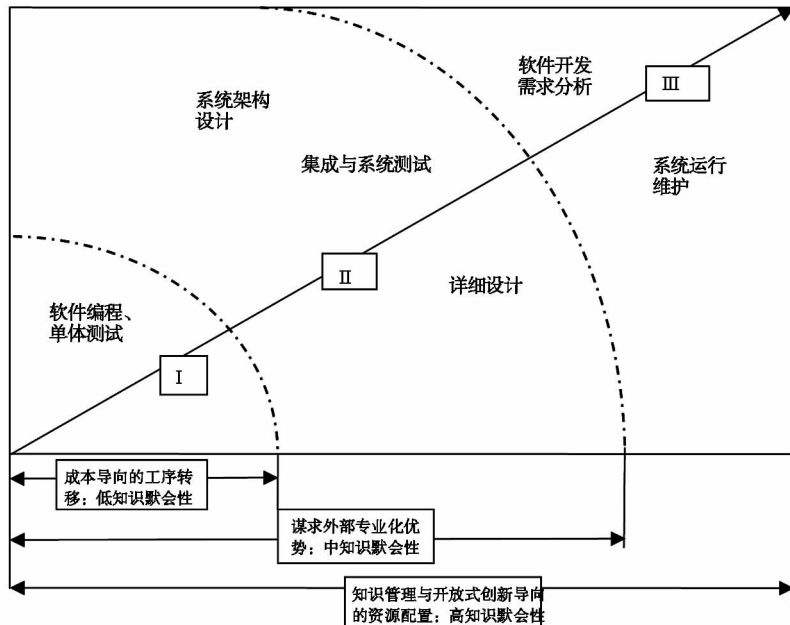 软件开发
需求分析
Ⅲ
系统架构
设计
集成与系统测试
系统运行
维护
Ⅱ
详细设计
软件编程、
单体测试
Ⅰ
成本导向的工序转
移；低知识默会性
谋求外部专业化优
势；中知识默会性
知识管理与开放式创新导向
的资源配置；高知识默会性